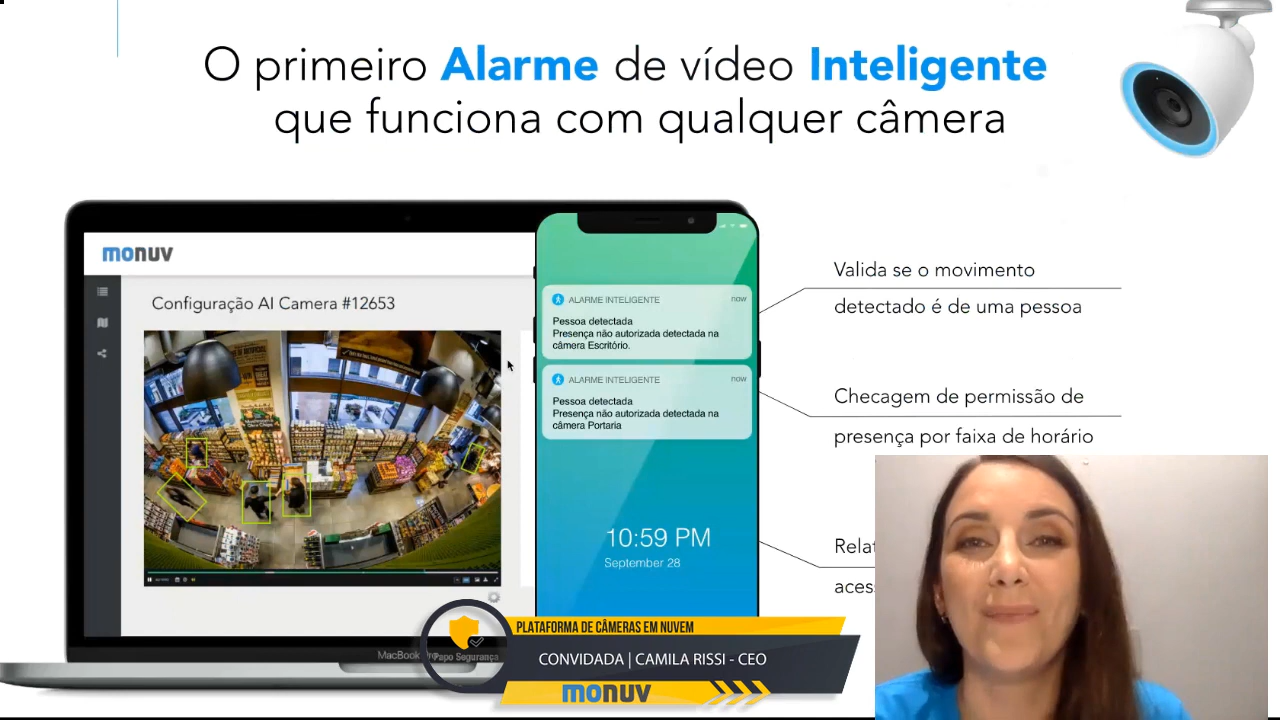 O primeiro Alarme de vídeo Inteligente
que funciona com qualquer câmera
monuv
Configuração AI Camera #12653
ALARME INTELIGENTE
now
Pessoa detectada
Presença não autorizada detectada na
câmera Escritório.
ALARME INTELIGENTE
now
Pessoa detectada
Presença não autorizada detectada na
câmera Portaria
10:59 PM
September 28
Valida se o movimento
detectado é de uma pessoa
Checagem de permissão de
presença por faixa de horário
MacBook
Papo Segurança
PLATAFORMA DE CÂMERAS EM NUVEM
CONVIDADA | CAMILA RISSI - CEO
monuv